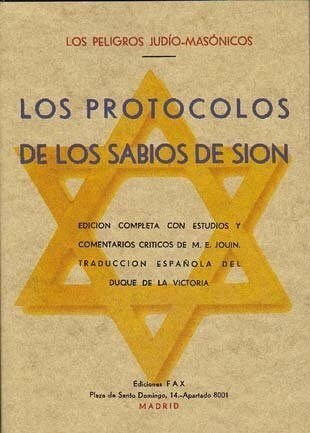 LOS PELIGROS JUDÍO-MASÓNICOS
LOS PROTOCOLOS
DE LOS SABIOS DE SION
EDICION COMPLETA CON ESTUDIOS Y
COMENTARIOS CRITICOS DE M. E. JOUIN.
TRADUCCION ESPAÑOLA DEL
DUQUE DE LA VICTORIA
Ediciones FAX
Plaza de Santo Domingo, 14.-Apartado 8001
MADRID